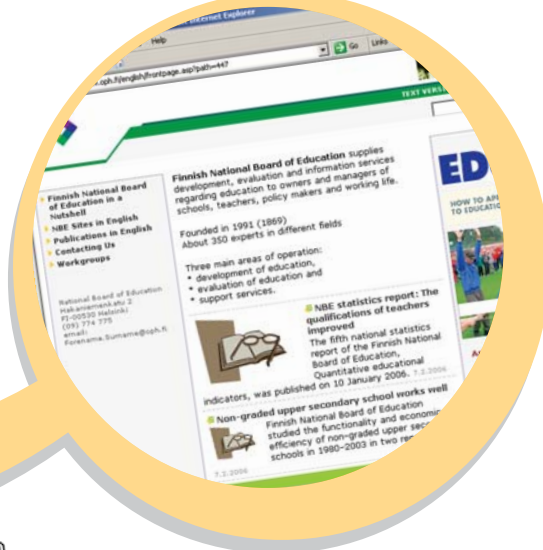 Internet Explorer
Help
Go Links
oph.fi/english/frontpage.asp?path=447
TEXT
Finnish National Board
of Education in a
Nutshell
NBE Sites in English
Publications in English
Contacting Us
Workgroups
National Board of Education
Hakaniemenkatu 2
FI-00530 Helsinki
(09) 774 775
email:
Forename.Surname@oph.fi
Finnish National Board of Education supplies
development, evaluation and information services
regarding education to owners and managers of
schools, teachers, policy makers and working life.
Founded in 1991 (1869)
About 350 experts in different fields
Three main areas of operation:
* development of education,
* evaluation of education and
* support services.
NBE statistics report: The
qualifications of teachers
improved
The fifth national statistics
report of the Finnish National
Board of Education,
Quantitative educational
indicators, was published on 10 January 2006. 7.2.2006
Non-graded upper secondary school works well
Finnish National Board of Education
studied the functionality and economic
efficiency of non-graded upper
schools in 1980-2003 in two
7.2.2006
ED
HOW TO
TO